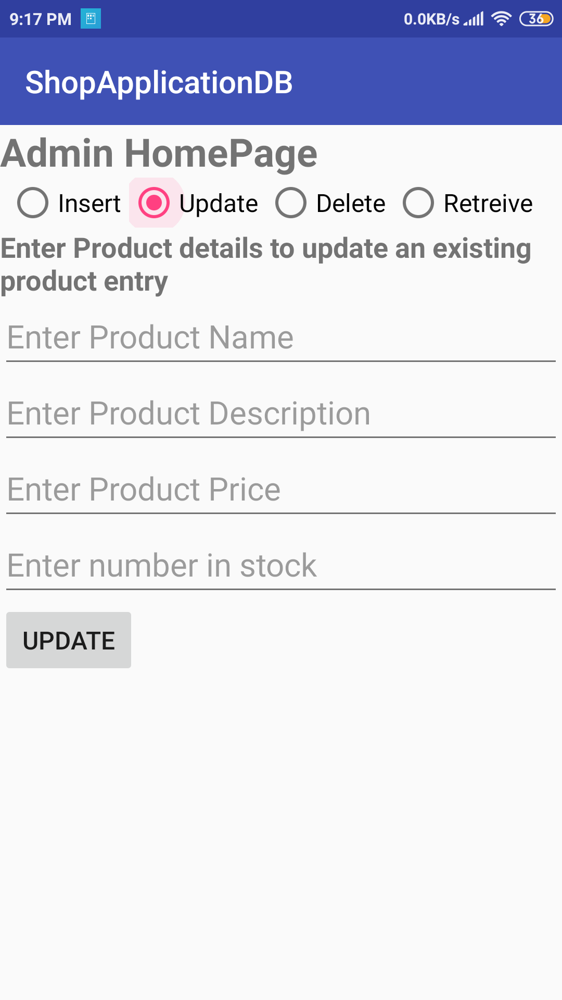 9:17 PM 0.0KB/s 36
ShopApplicationDB
Admin HomePage
Insert Update Delete Retreive
Enter Product details to update an existing
product entry
Enter Product Name
Enter Product Description
Enter Product Price
Enter number in stock
UPDATE